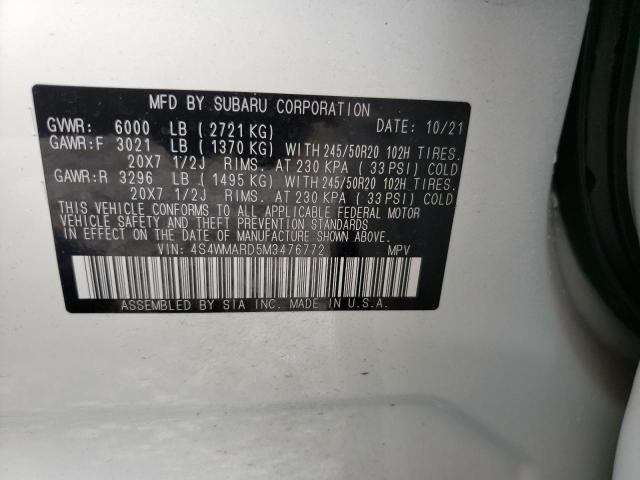 MFD BY SUBARU CORPORATION
GVWR: 6000 LB (2721 KG) DATE: 10/21
GAWR:F 3021 LB (1370 KG) WITH 245/50R20 102H TIRES.
20X7 1/2J RIMS. AT 230 KPA (33 PSI) COLD
GAWR:R 3296 LB (1495 KG) WITH 245/50R20 102H TIRES.
20X7 1/2J RIMS. AT 230 KPA (33 PSI) COLD
THIS VEHICLE CONFORMS TO ALL APPLICABLE FEDERAL MOTOR
VEHICLE SAFETY AND THEFT PREVENTION STANDARDS
IN EFFECT ON THE DATE OF MANUFACTURE SHOWN ABOVE.
VIN: 4S4WMARD5M3476772 MPV
ASSEMBLED BY SIA INC. MADE IN U.S.A.